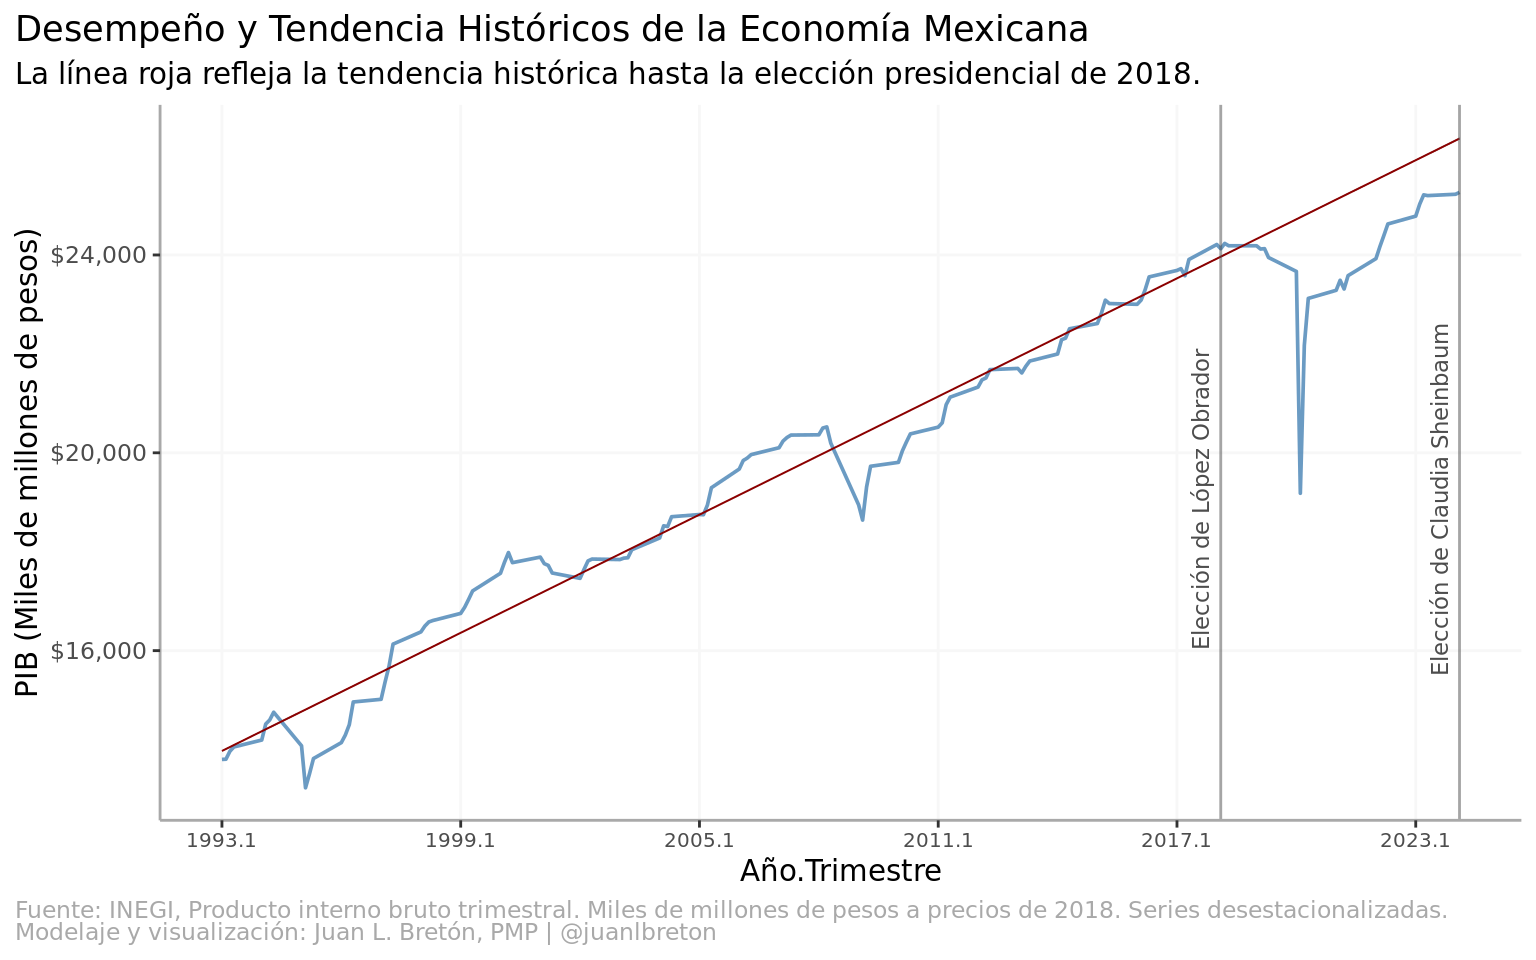 Desempeño y Tendencia Históricos de la Economía Mexicana
La línea roja refleja la tendencia histórica hasta la elección presidencial de 2018.
PIB (Miles de millones de pesos)
$24,000
$20,000
$16,000
Elección de López Obrador
Elección de Claudia Sheinbaum
1993.1
1999.1
2005.1
2011.1
2017.1
2023.1
Año.Trimestre
Fuente: INEGI, Producto interno bruto trimestral. Miles de millones de pesos a precios de 2018. Series desestacionalizadas.
Modelaje y visualización: Juan L. Bretón, PMP | @juanlbreton